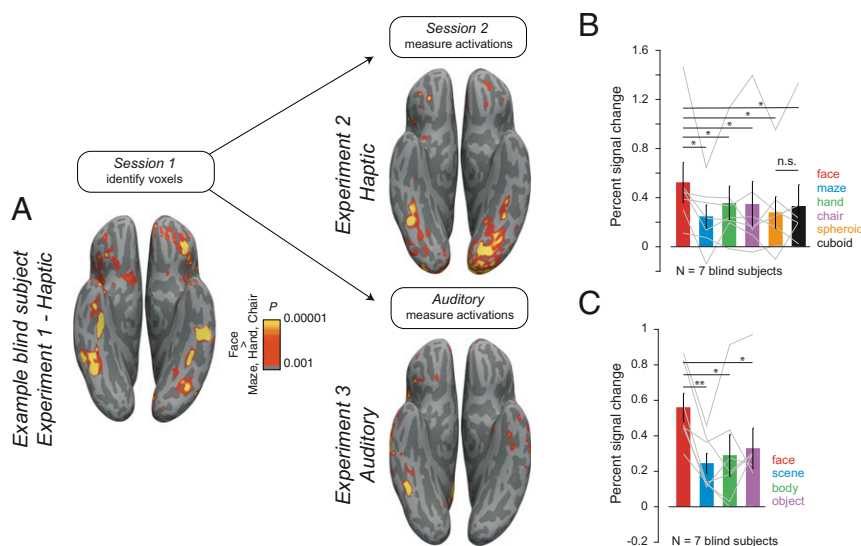 A
Example blind subject
Experiment 1 - Haptic
Session 1
identify voxels
Session 2
measure activations
Experiment 2
Haptic
Face
>
Maze, Hand, Chair
P
0.00001
0.001
Auditory
measure activations
Experiment 3
Auditory
B
Percent signal change
1.6
1.2
0.8
0.4
0
*
*
*
*
*
n.s.
face
maze
hand
chair
spheroid
cuboid
N = 7 blind subjects
C
Percent signal change
1
0.8
0.6
0.4
0.2
0
-0.2
*
*
**
face
scene
body
object
N = 7 blind subjects